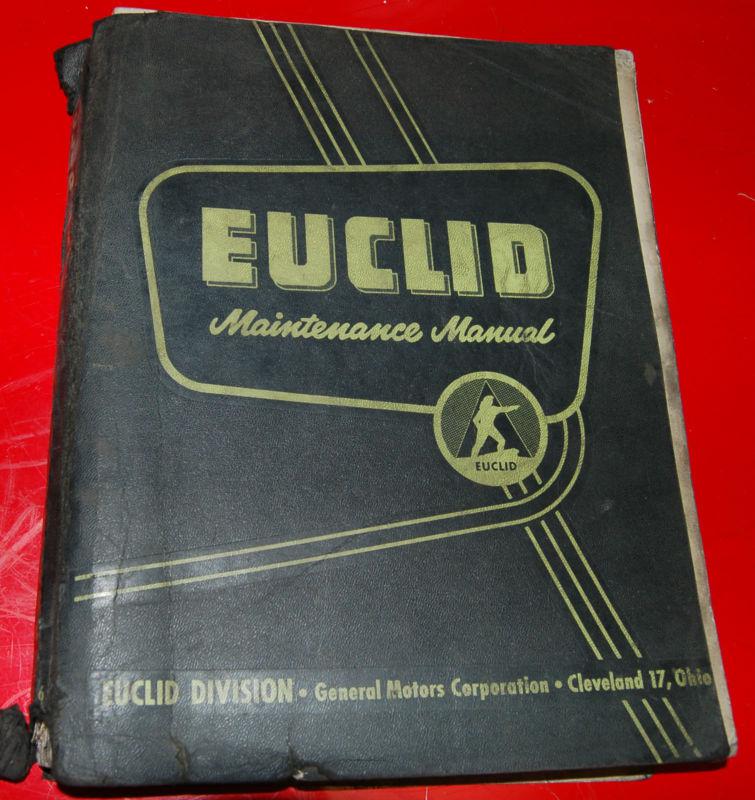 EUCLID
Maintenance Manual
EUCLID
EUCLID DIVISION • General Motors Corporation • Cleveland 17, Ohio